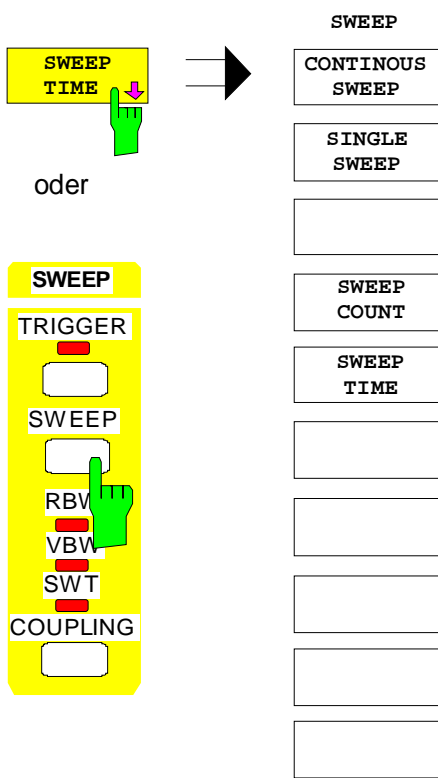 SWEEP
TIME
oder
SWEEP
TRIGGER
SWEEP
RBW
VBW
SWT
COUPLING
SWEEP
CONTINOUS
SWEEP
SINGLE
SWEEP
SWEEP
COUNT
SWEEP
TIME